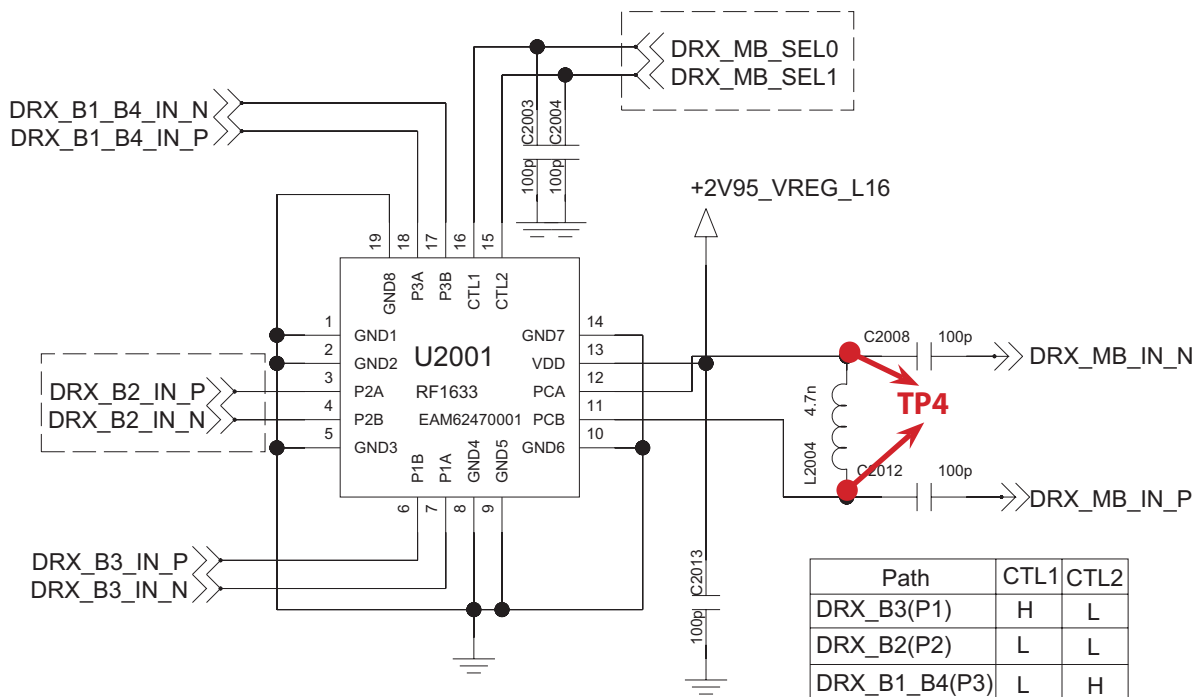 DRX_MB_SEL0
DRX_MB_SEL1
DRX_B1_B4_IN_N
DRX_B1_B4_IN_P
C2003
C2004
100p
100p
+2V95_VREG_L16
19
18
17
16
15
GND8
P3A
P3B
CTL1
CTL2
1
GND1
2
GND2
3
P2A
4
P2B
5
GND3
U2001
RF1633
EAM62470001
14
GND7
13
VDD
12
PCA
11
PCB
10
GND6
P1B
P1A
GND4
GND5
6
7
8
9
DRX_B2_IN_P
DRX_B2_IN_N
DRX_B3_IN_P
DRX_B3_IN_N
C2008
100p
DRX_MB_IN_N
4.7n
L2004
TP4
C2012
100p
DRX_MB_IN_P
C2013
100p
Path CTL1 CTL2
DRX_B3(P1) H L
DRX_B2(P2) L L
DRX_B1_B4(P3) L H